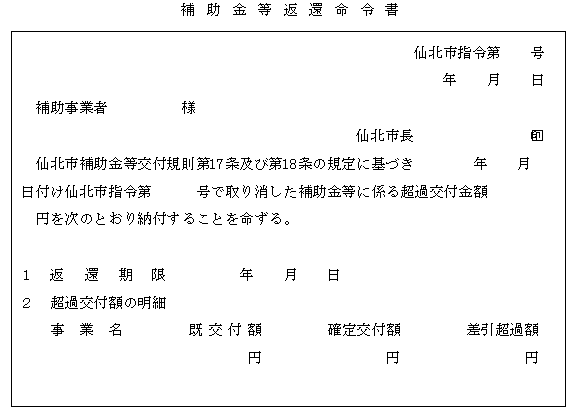 補助金等返還命令書
仙北市指令第　　号
年　　月　　日
補助事業者　　　　　様
仙北市長　　　　　　　　印
仙北市補助金等交付規則第17条及び第18条の規定に基づき　　　　年　　月
日付け仙北市指令第　　　号で取り消した補助金等に係る超過交付金額
円を次のとおり納付することを命ずる。
1　返還期限　　　　　年　　月　　日
2　超過交付額の明細
事業名　　　　既交付額　　　　確定交付額　　　　差引超過額
円　　　　　　　　円　　　　　　　　円